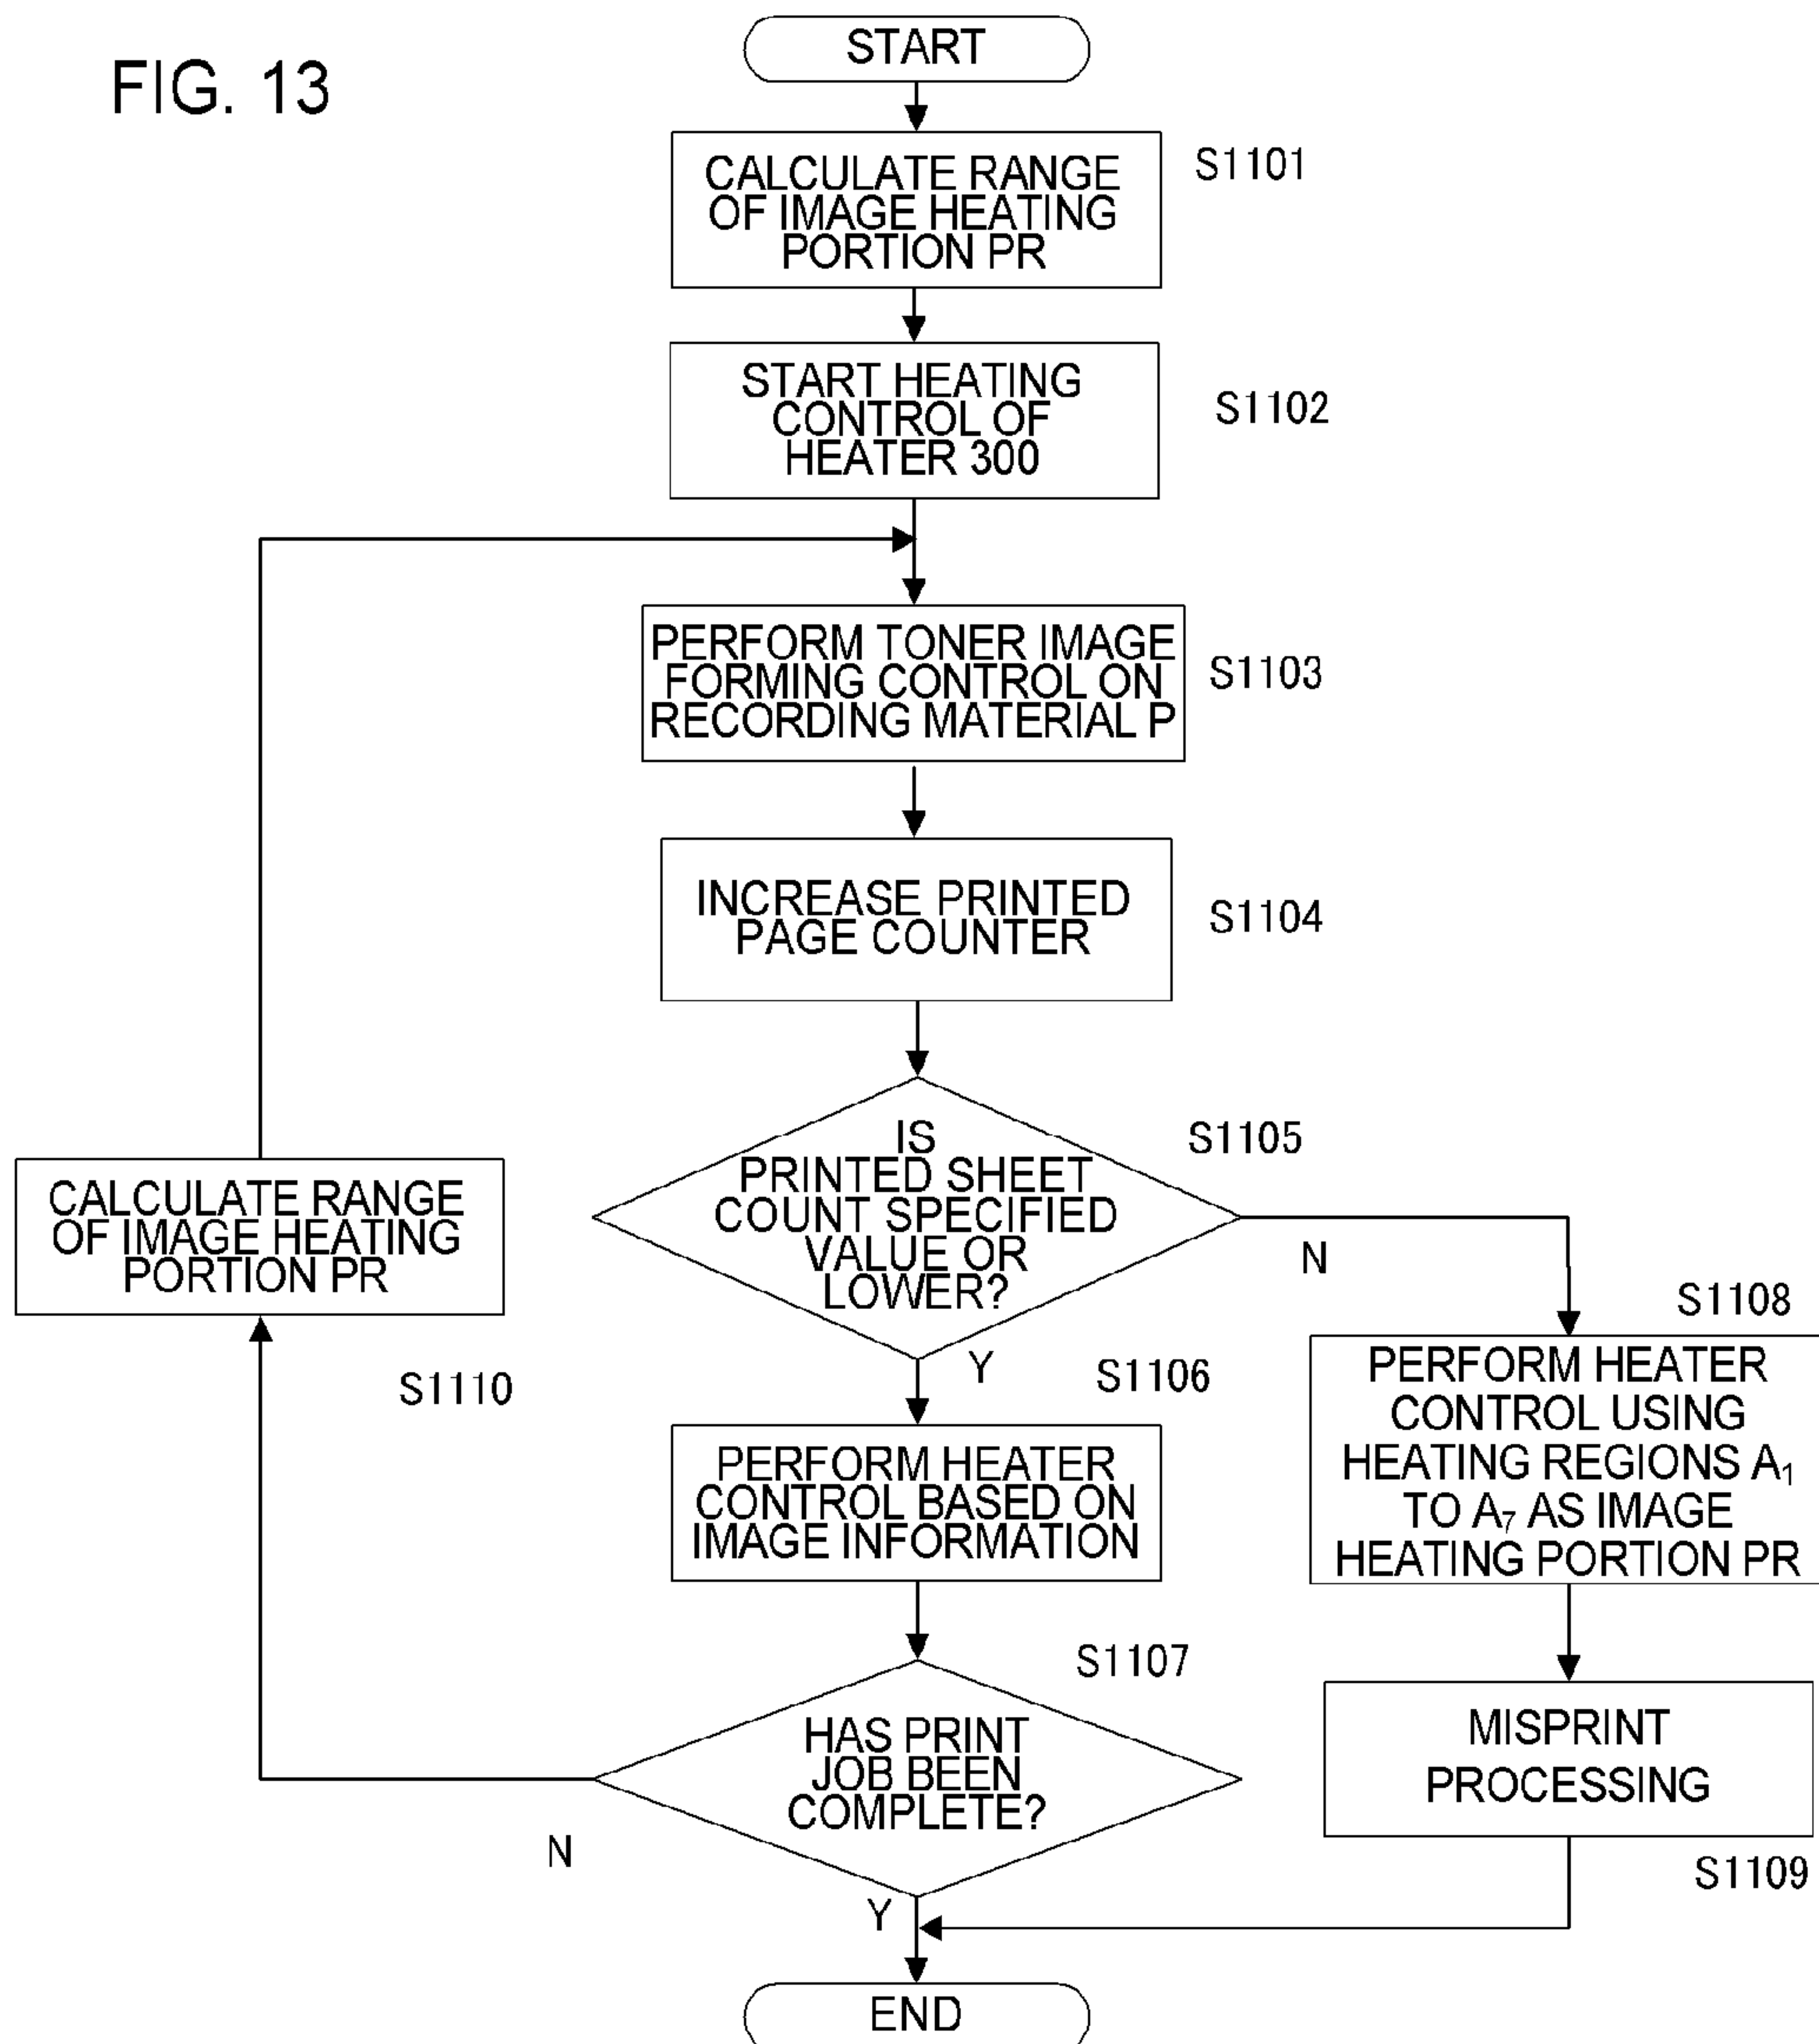 FIG. 13
START
CALCULATE RANGE
OF IMAGE HEATING
PORTION PR
S1101
START HEATING
CONTROL OF
HEATER 300
S1102
PERFORM TONER IMAGE
FORMING CONTROL ON
RECORDING MATERIAL P
S1103
INCREASE PRINTED
PAGE COUNTER
S1104
IS
PRINTED SHEET
COUNT SPECIFIED
VALUE OR
LOWER?
S1105
N
Y
S1106
PERFORM HEATER
CONTROL BASED ON
IMAGE INFORMATION
S1107
HAS PRINT
JOB BEEN
COMPLETE?
N
Y
S1108
PERFORM HEATER
CONTROL USING
HEATING REGIONS A₁
TO A₇ AS IMAGE
HEATING PORTION PR
MISPRINT
PROCESSING
S1109
CALCULATE RANGE
OF IMAGE HEATING
PORTION PR
S1110
END